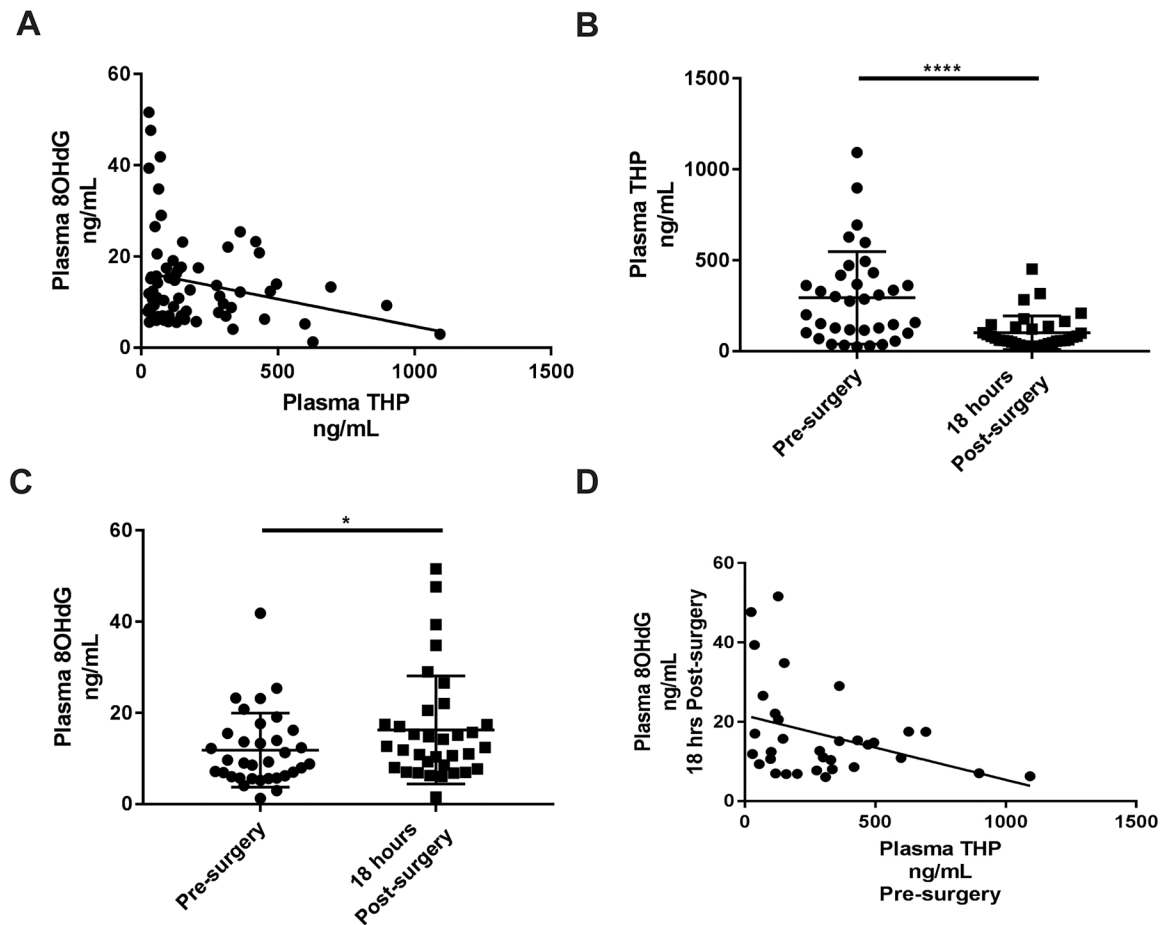 A
Plasma 8OHdG
ng/mL
60
40
20
0
0
500
1000
1500
Plasma THP
ng/mL
B
Plasma THP
ng/mL
1500
1000
500
0
****
Pre-surgery
18 hours
Post-surgery
C
Plasma 8OHdG
ng/mL
60
40
20
0
*
Pre-surgery
18 hours
Post-surgery
D
Plasma 8OHdG
ng/mL
18 hrs Post-surgery
60
40
20
0
0
500
1000
1500
Plasma THP
ng/mL
Pre-surgery